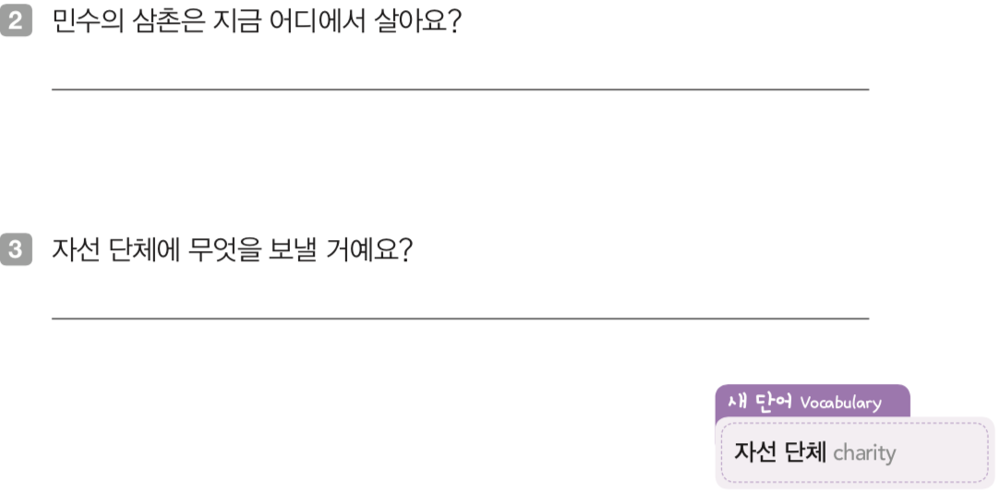 2 민수의 삼촌은 지금 어디에서 살아요?
3 자선 단체에 무엇을 보낼 거예요?
새 단어 Vocabulary
자선 단체 charity